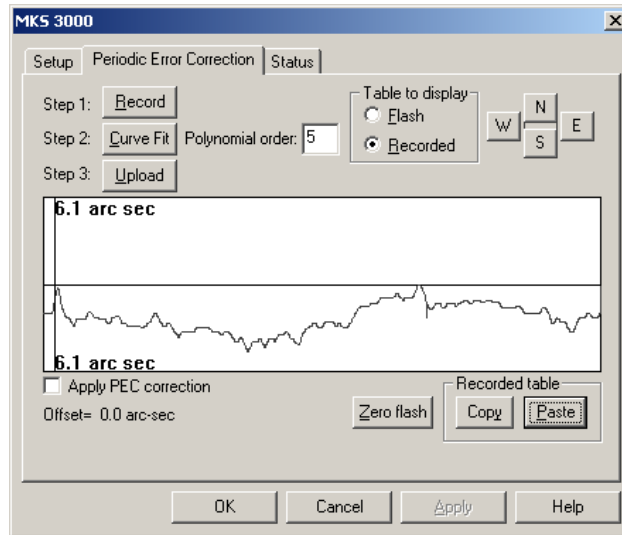 MKS 3000
Setup Periodic Error Correction Status
Step 1: Record
Step 2: Curve Fit Polynomial order: 5
Step 3: Upload
Table to display
Flash
Recorded
N
W E
S
6.1 arc sec
6.1 arc sec
Apply PEC correction
Offset= 0.0 arc-sec
Zero flash
Recorded table
Copy Paste
OK Cancel Apply Help